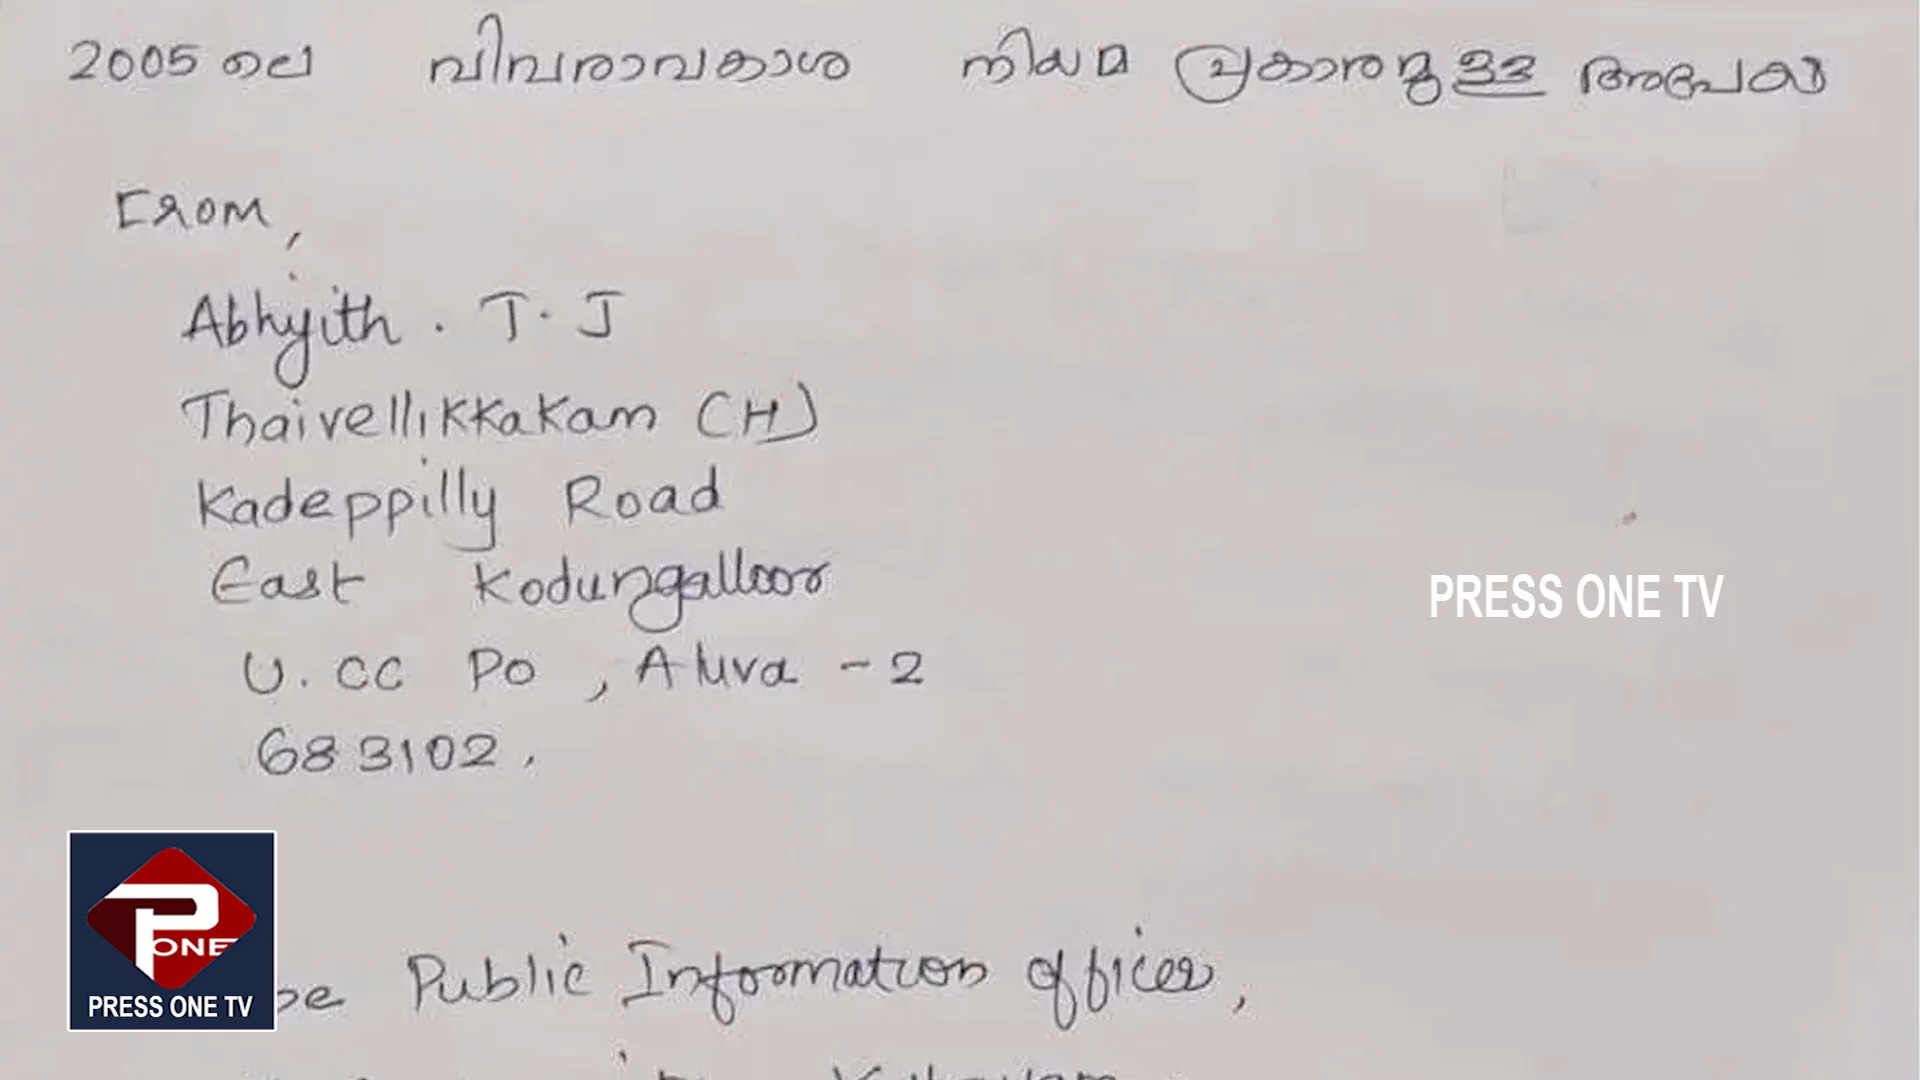 2005 ലെ വിവരാവകാശ നിയമ പ്രകാരമുള്ള അപേക്ഷ
From,
Abhijith . T. J
Thaivellikkakam (H)
Kadeppilly Road
East Kodungalloor
U. CC PO , Aluva - 2
683102.
PRESS ONE TV
P ONE
PRESS ONE TV
Public Information officer,